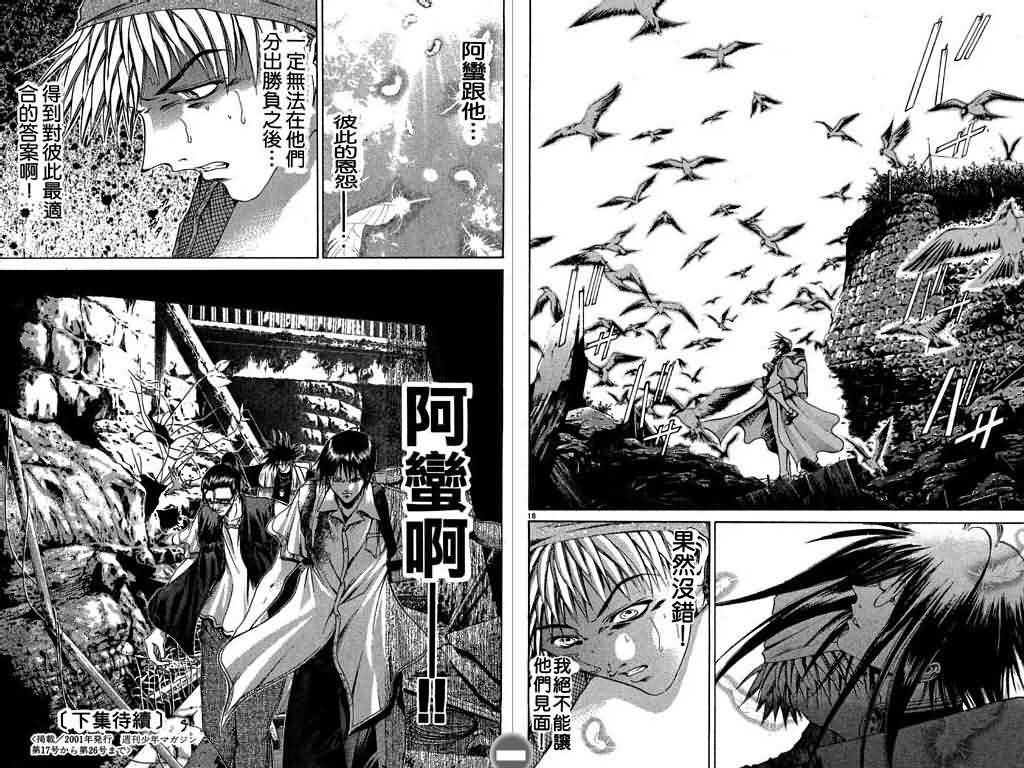 18
果然沒錯！
我絕不能讓
他們見面—
阿蠻跟他…
彼此的恩怨——…
一定無法在他們
分出勝負之後…
得到對彼此最適
合的答案啊！
阿蠻啊——!!
〔下集待續〕
〈掲載／2001年発行 週刊少年マガジン
第17号から第26号まで〉